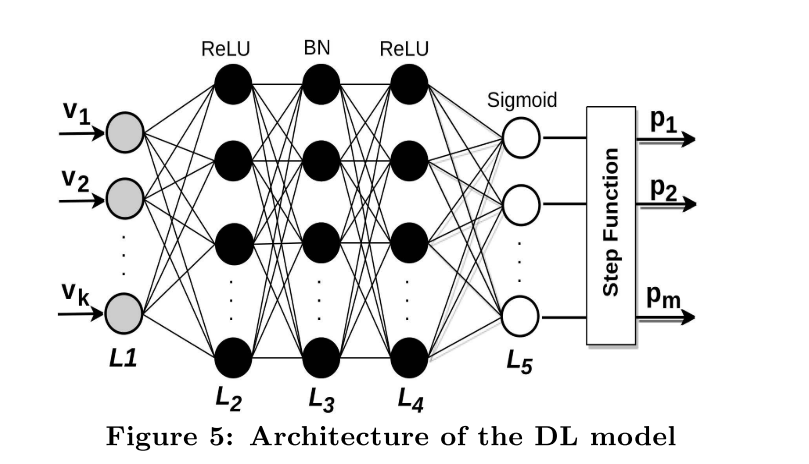 ReLU BN ReLU
Sigmoid
v1
v2
vk
p1
p2
pm
Step Function
L1
L2
L3
L4
L5
Figure 5: Architecture of the DL model